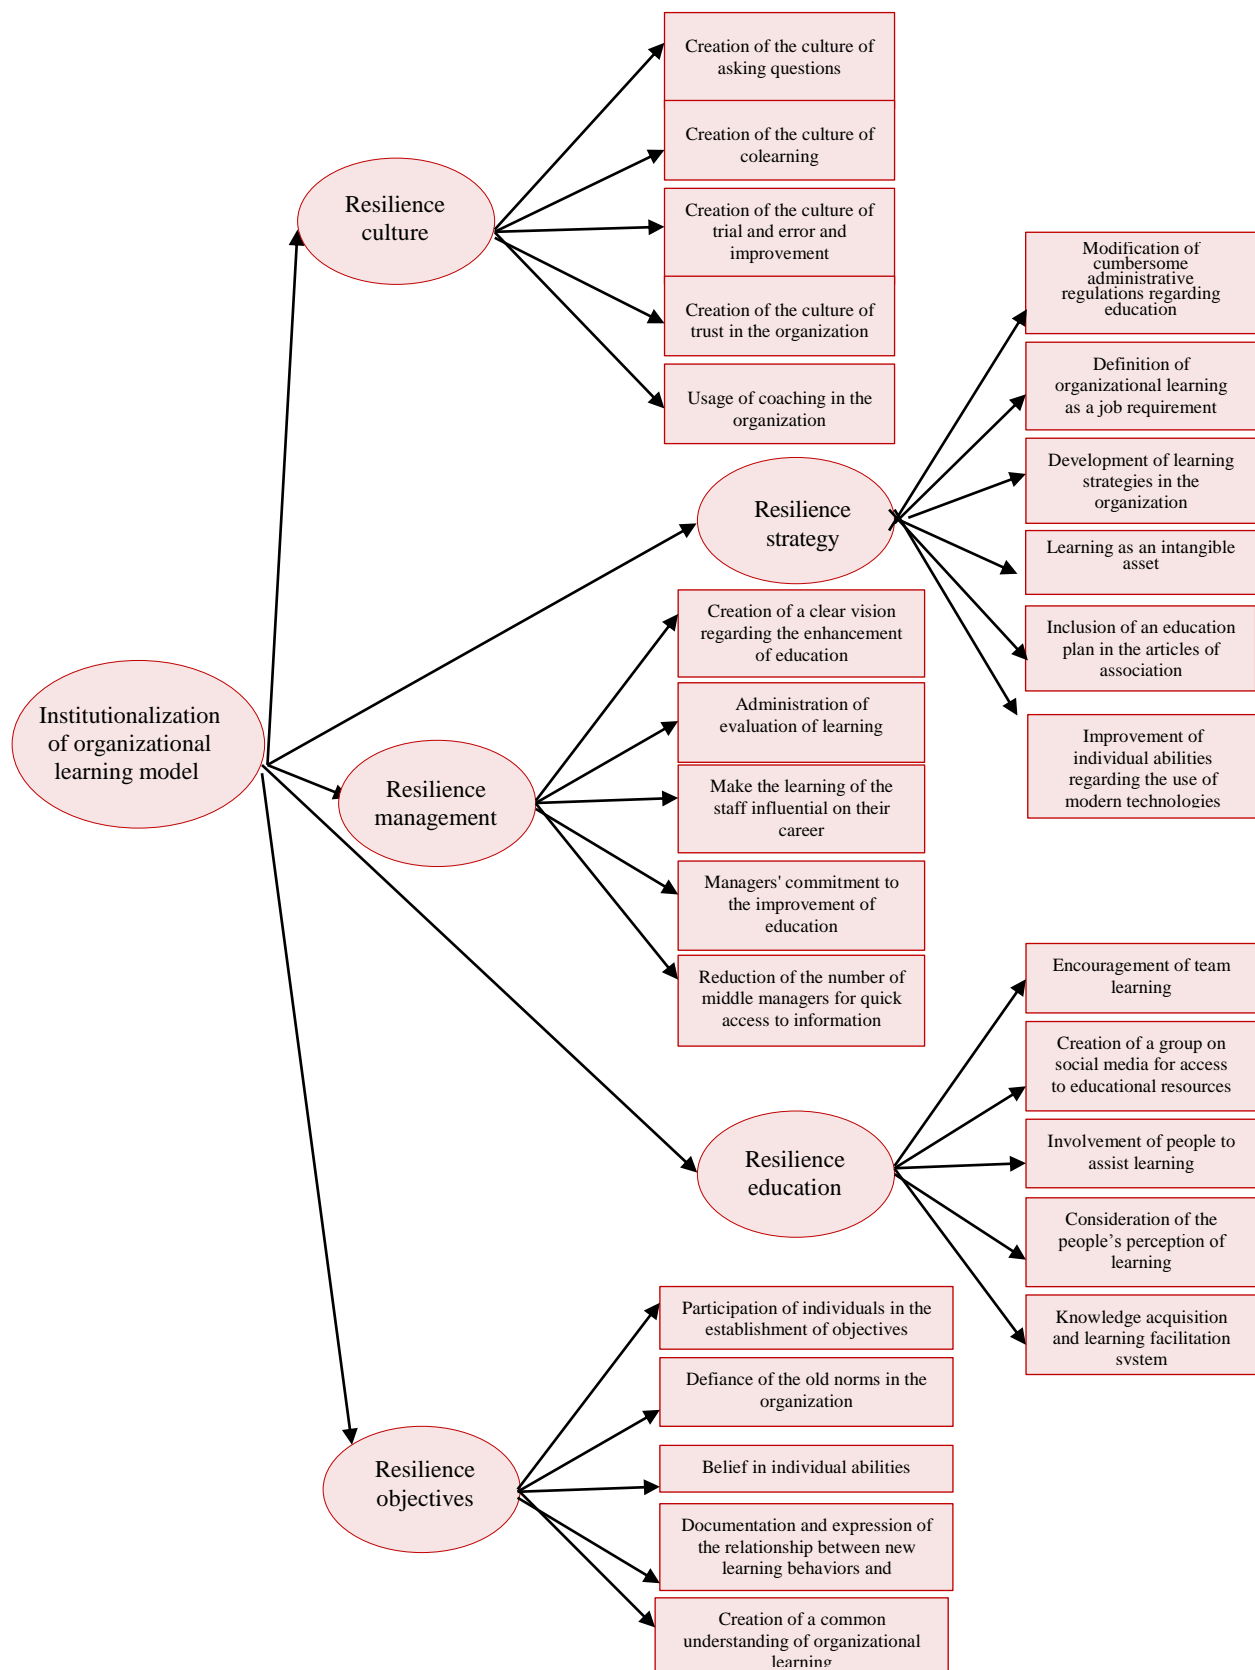 Creation of the culture of
asking questions
Creation of the culture of
colearning
Resilience
culture
Creation of the culture of
trial and error and
improvement
Creation of the culture of
trust in the organization
Usage of coaching in the
organization
Modification of
cumbersome
administrative
regulations regarding
education
Definition of
organizational learning
as a job requirement
Development of learning
strategies in the
organization
Resilience
strategy
Learning as an intangible
asset
Inclusion of an education
plan in the articles of
association
Improvement of
individual abilities
regarding the use of
modern technologies
Institutionalization
of organizational
learning model
Creation of a clear vision
regarding the enhancement
of education
Administration of
evaluation of learning
Resilience
management
Make the learning of the
staff influential on their
career
Managers' commitment to
the improvement of
education
Reduction of the number of
middle managers for quick
access to information
Encouragement of team
learning
Creation of a group on
social media for access
to educational resources
Resilience
education
Involvement of people to
assist learning
Consideration of the
people’s perception of
learning
Knowledge acquisition
and learning facilitation
system
Participation of individuals in the
establishment of objectives
Defiance of the old norms in the
organization
Resilience
objectives
Belief in individual abilities
Documentation and expression of
the relationship between new
learning behaviors and
Creation of a common
understanding of organizational
learning